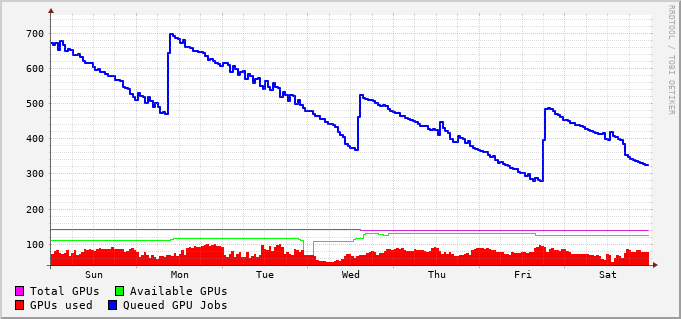 RRDTOOL / TOBI OETIKER
700
600
500
400
300
200
100
Sun Mon Tue Wed Thu Fri Sat
Total GPUs Available GPUs
GPUs used Queued GPU Jobs